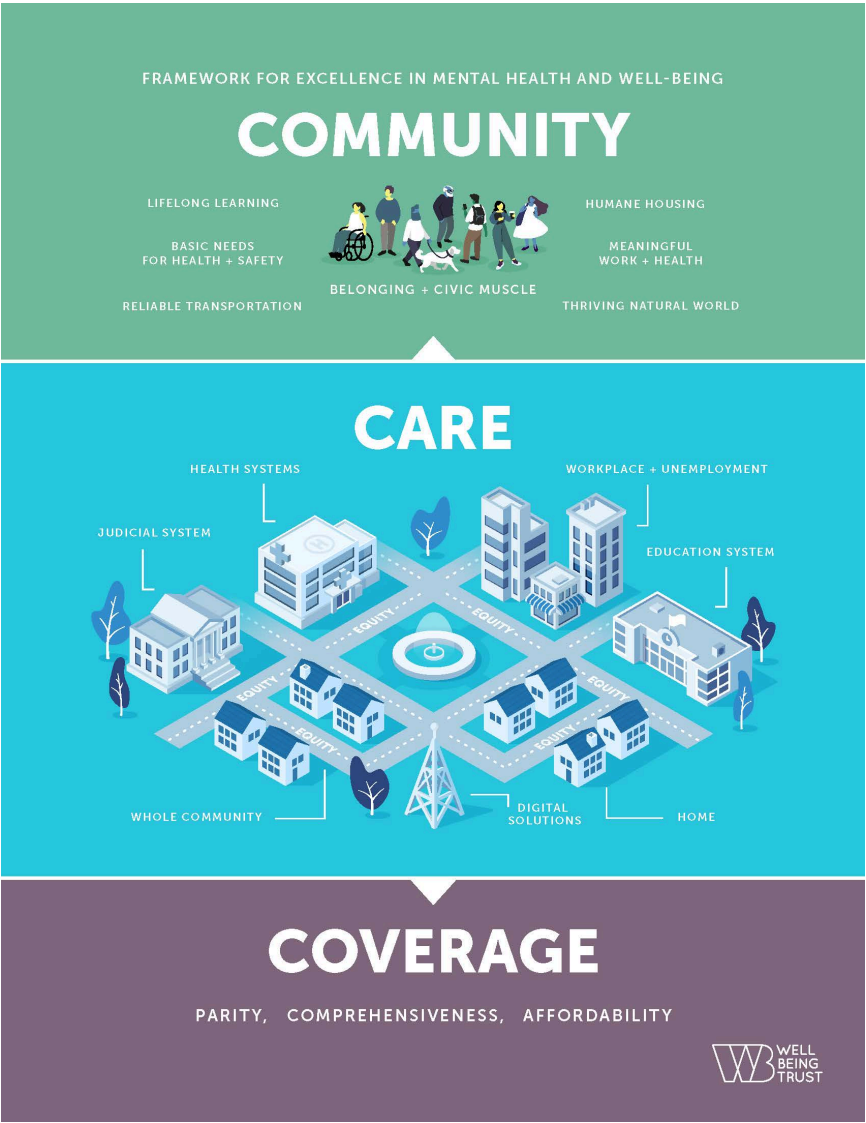 FRAMEWORK FOR EXCELLENCE IN MENTAL HEALTH AND WELL-BEING
COMMUNITY
LIFELONG LEARNING
BASIC NEEDS
FOR HEALTH + SAFETY
RELIABLE TRANSPORTATION
BELONGING + CIVIC MUSCLE
HUMANE HOUSING
MEANINGFUL
WORK + HEALTH
THRIVING NATURAL WORLD
CARE
HEALTH SYSTEMS
WORKPLACE + UNEMPLOYMENT
JUDICIAL SYSTEM
EDUCATION SYSTEM
H
EQUITY
EQUITY
EQUITY
EQUITY
EQUITY
EQUITY
WHOLE COMMUNITY
DIGITAL
SOLUTIONS
HOME
COVERAGE
PARITY, COMPREHENSIVENESS, AFFORDABILITY
WB
WELL
BEING
TRUST